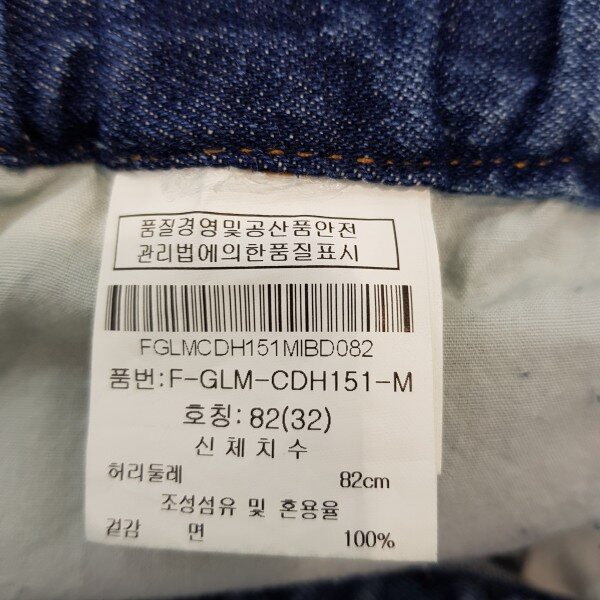 품질경영및공산품안전
관리법에의한품질표시
FGLMCDH151MIBD082
품번:F-GLM-CDH151-M
호칭:82(32)
신체치수
허리둘레 82cm
조성섬유 및 혼용율
겉감 면 100%